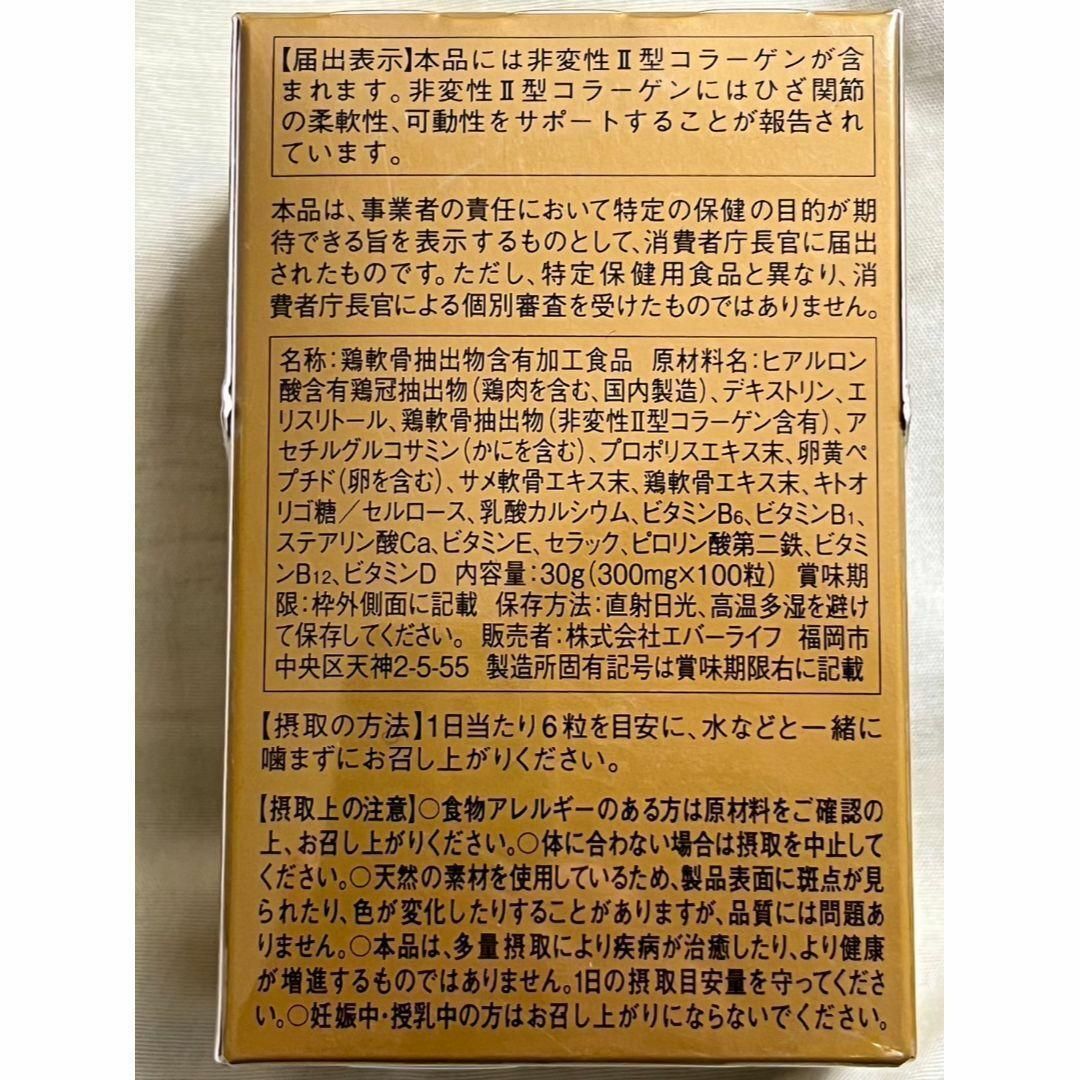 【届出表示】本品には非変性Ⅱ型コラーゲンが含
まれます。非変性Ⅱ型コラーゲンにはひざ関節
の柔軟性、可動性をサポートすることが報告され
ています。
本品は、事業者の責任において特定の保健の目的が期
待できる旨を表示するものとして、消費者庁長官に届出
されたものです。ただし、特定保健用食品と異なり、消
費者庁長官による個別審査を受けたものではありません。
名称：鶏軟骨抽出物含有加工食品 原材料名：ヒアルロン
酸含有鶏冠抽出物（鶏肉を含む、国内製造）、デキストリン、エ
リスリトール、鶏軟骨抽出物（非変性Ⅱ型コラーゲン含有）、ア
セチルグルコサミン（かにを含む）、プロポリスエキス末、卵黄ペ
プチド（卵を含む）、サメ軟骨エキス末、鶏軟骨エキス末、キトオ
リゴ糖／セルロース、乳酸カルシウム、ビタミンB₆、ビタミンB₁、
ステアリン酸Ca、ビタミンE、セラック、ピロリン酸第二鉄、ビタミ
ンB₁₂、ビタミンD 内容量：30g（300mg×100粒） 賞味期
限：枠外側面に記載 保存方法：直射日光、高温多湿を避け
て保存してください。 販売者：株式会社エバーライフ 福岡市
中央区天神2-5-55 製造所固有記号は賞味期限右に記載
【摂取の方法】1日当たり6粒を目安に、水などと一緒に
噛まずにお召し上がりください。
【摂取上の注意】○食物アレルギーのある方は原材料をご確認の
上、お召し上がりください。○体に合わない場合は摂取を中止して
ください。○天然の素材を使用しているため、製品表面に斑点が見
られたり、色が変化したりすることがありますが、品質には問題あ
りません。○本品は、多量摂取により疾病が治癒したり、より健康
が増進するものではありません。1日の摂取目安量を守ってくださ
い。○妊娠中・授乳中の方はお召し上がりにならないでください。